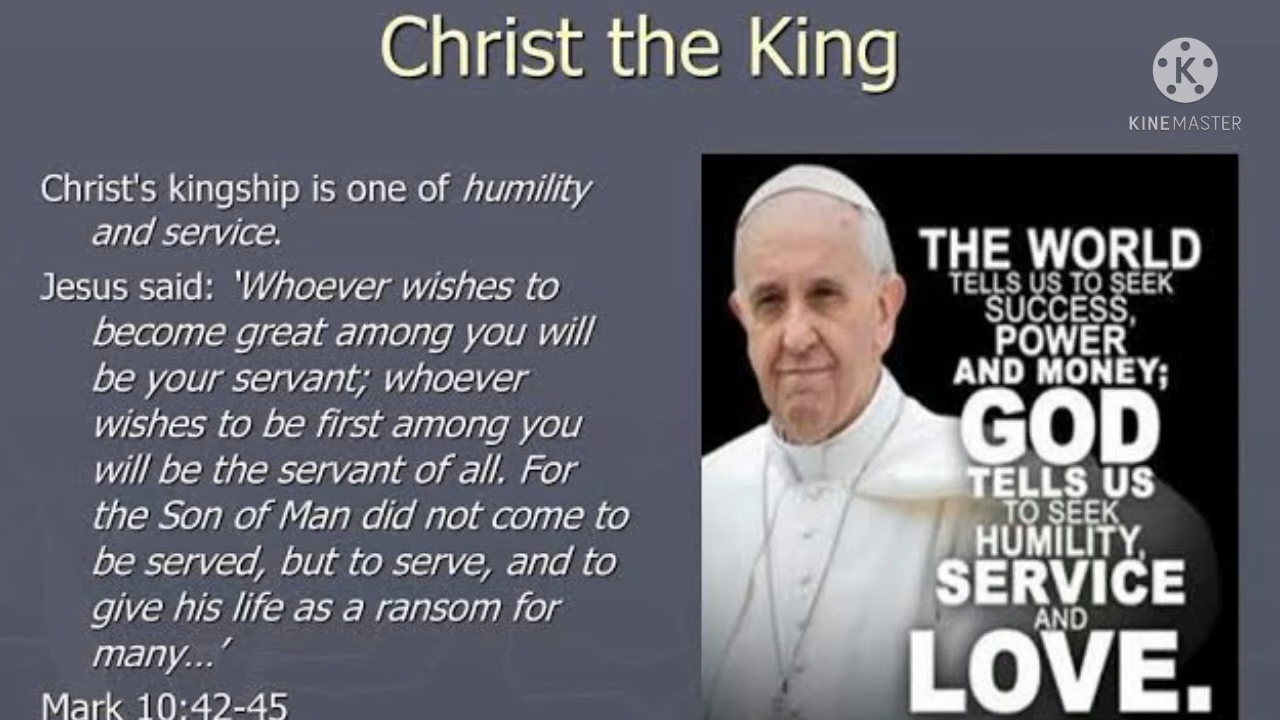 Christ the King
KINEMASTER
Christ's kingship is one of humility
and service.
Jesus said: ‘Whoever wishes to
become great among you will
be your servant; whoever
wishes to be first among you
will be the servant of all. For
the Son of Man did not come to
be served, but to serve, and to
give his life as a ransom for
many…’
Mark 10:42-45
THE WORLD
TELLS US TO SEEK
SUCCESS,
POWER
AND MONEY;
GOD
TELLS US
TO SEEK
HUMILITY,
SERVICE
AND
LOVE.